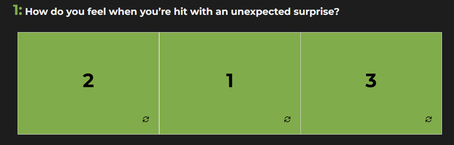 1: How do you feel when you’re hit with an unexpected surprise?
2 1 3